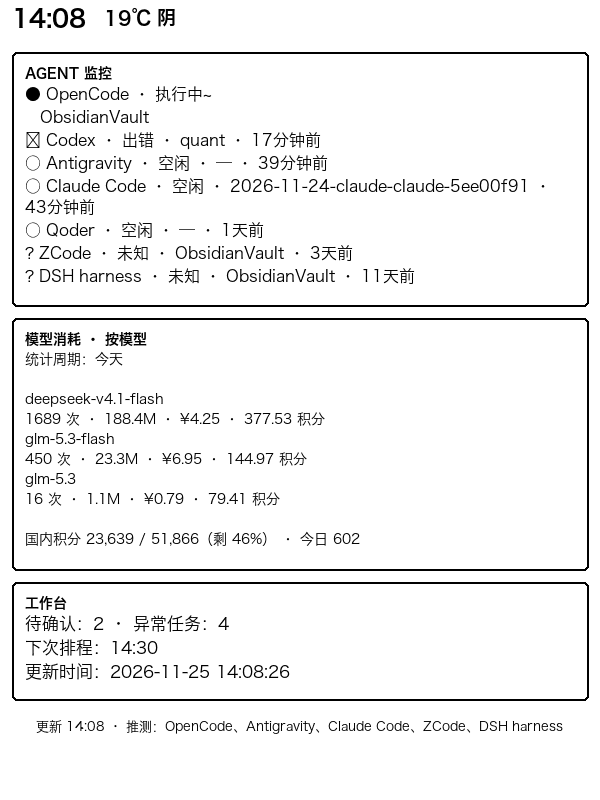 14:08 19℃ 阴
AGENT 监控
● OpenCode · 执行中~
ObsidianVault
☒ Codex · 出错 · quant · 17分钟前
○ Antigravity · 空闲 · — · 39分钟前
○ Claude Code · 空闲 · 2026-11-24-claude-claude-5ee00f91 ·
43分钟前
○ Qoder · 空闲 · — · 1天前
? ZCode · 未知 · ObsidianVault · 3天前
? DSH harness · 未知 · ObsidianVault · 11天前
模型消耗 · 按模型
统计周期：今天
deepseek-v4.1-flash
1689 次 · 188.4M · ¥4.25 · 377.53 积分
glm-5.3-flash
450 次 · 23.3M · ¥6.95 · 144.97 积分
glm-5.3
16 次 · 1.1M · ¥0.79 · 79.41 积分
国内积分 23,639 / 51,866（剩 46%） · 今日 602
工作台
待确认：2 · 异常任务：4
下次排程：14:30
更新时间：2026-11-25 14:08:26
更新 14:08 · 推测：OpenCode、Antigravity、Claude Code、ZCode、DSH harness